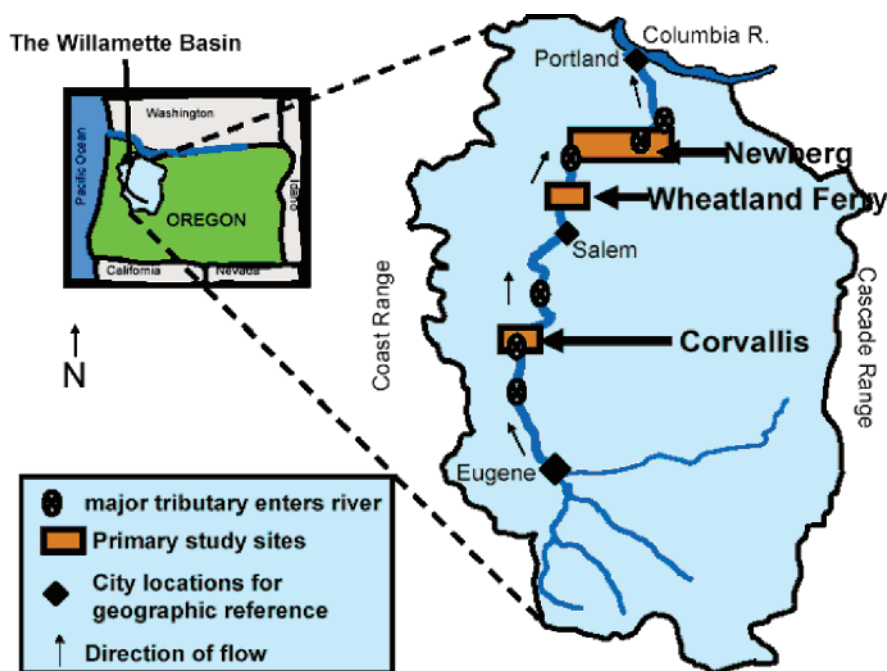 The Willamette Basin
Washington
Pacific Ocean
Idaho
OREGON
California
Nevada
N
Columbia R.
Portland
Newberg
Wheatland Ferry
Salem
Coast Range
Cascade Range
Corvallis
Eugene
major tributary enters river
Primary study sites
City locations for
geographic reference
Direction of flow